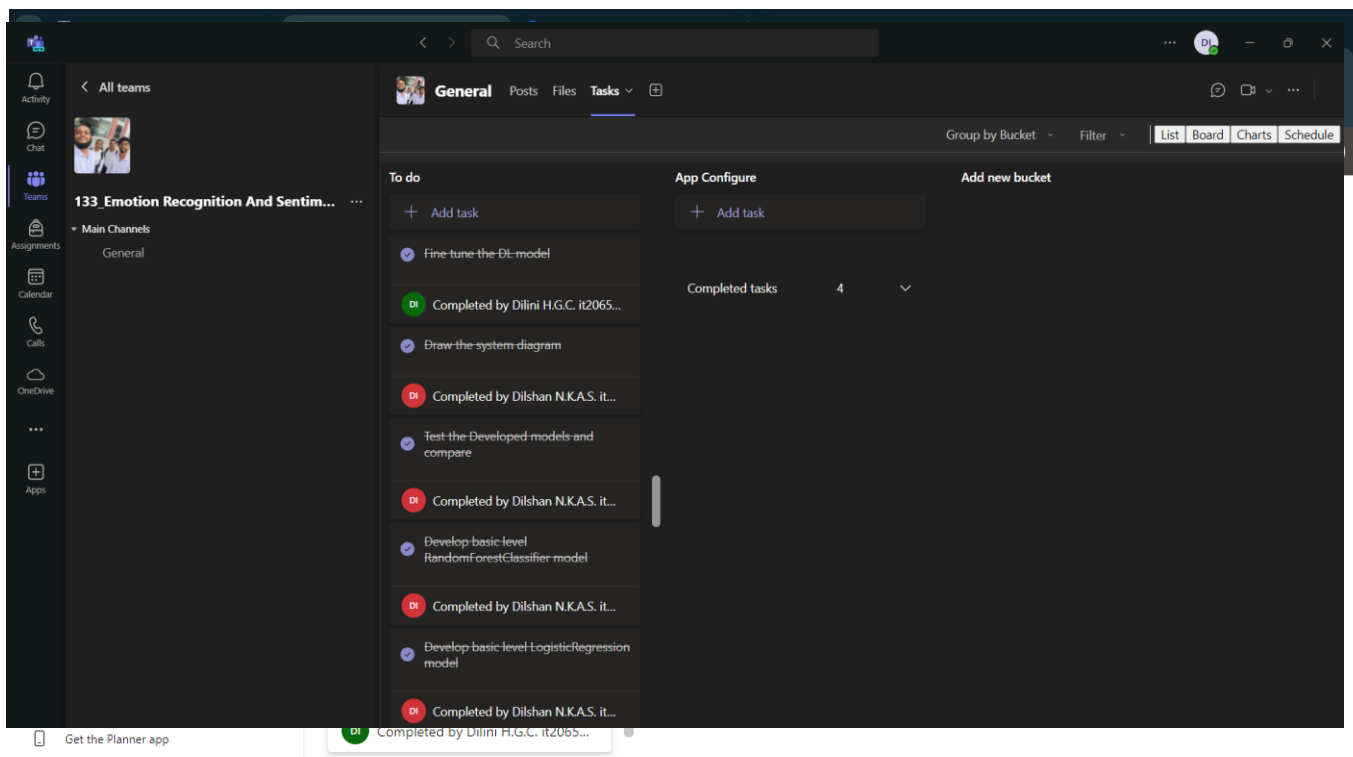 Search
DI
Activity
Chat
Teams
Assignments
Calendar
Calls
OneDrive
Apps
All teams
133_Emotion Recognition And Sentim...
Main Channels
General
General Posts Files Tasks
Group by Bucket Filter List Board Charts Schedule
To do
Add task
Fine tune the DL model
DI Completed by Dilini H.G.C. it2065...
Draw the system diagram
DI Completed by Dilshan N.K.A.S. it...
Test the Developed models and
compare
DI Completed by Dilshan N.K.A.S. it...
Develop basic level
RandomForestClassifier model
DI Completed by Dilshan N.K.A.S. it...
Develop basic level LogisticRegression
model
DI Completed by Dilshan N.K.A.S. it...
App Configure
Add task
Completed tasks 4
Add new bucket
Get the Planner app
DI Completed by Dilini H.G.C. it2065...